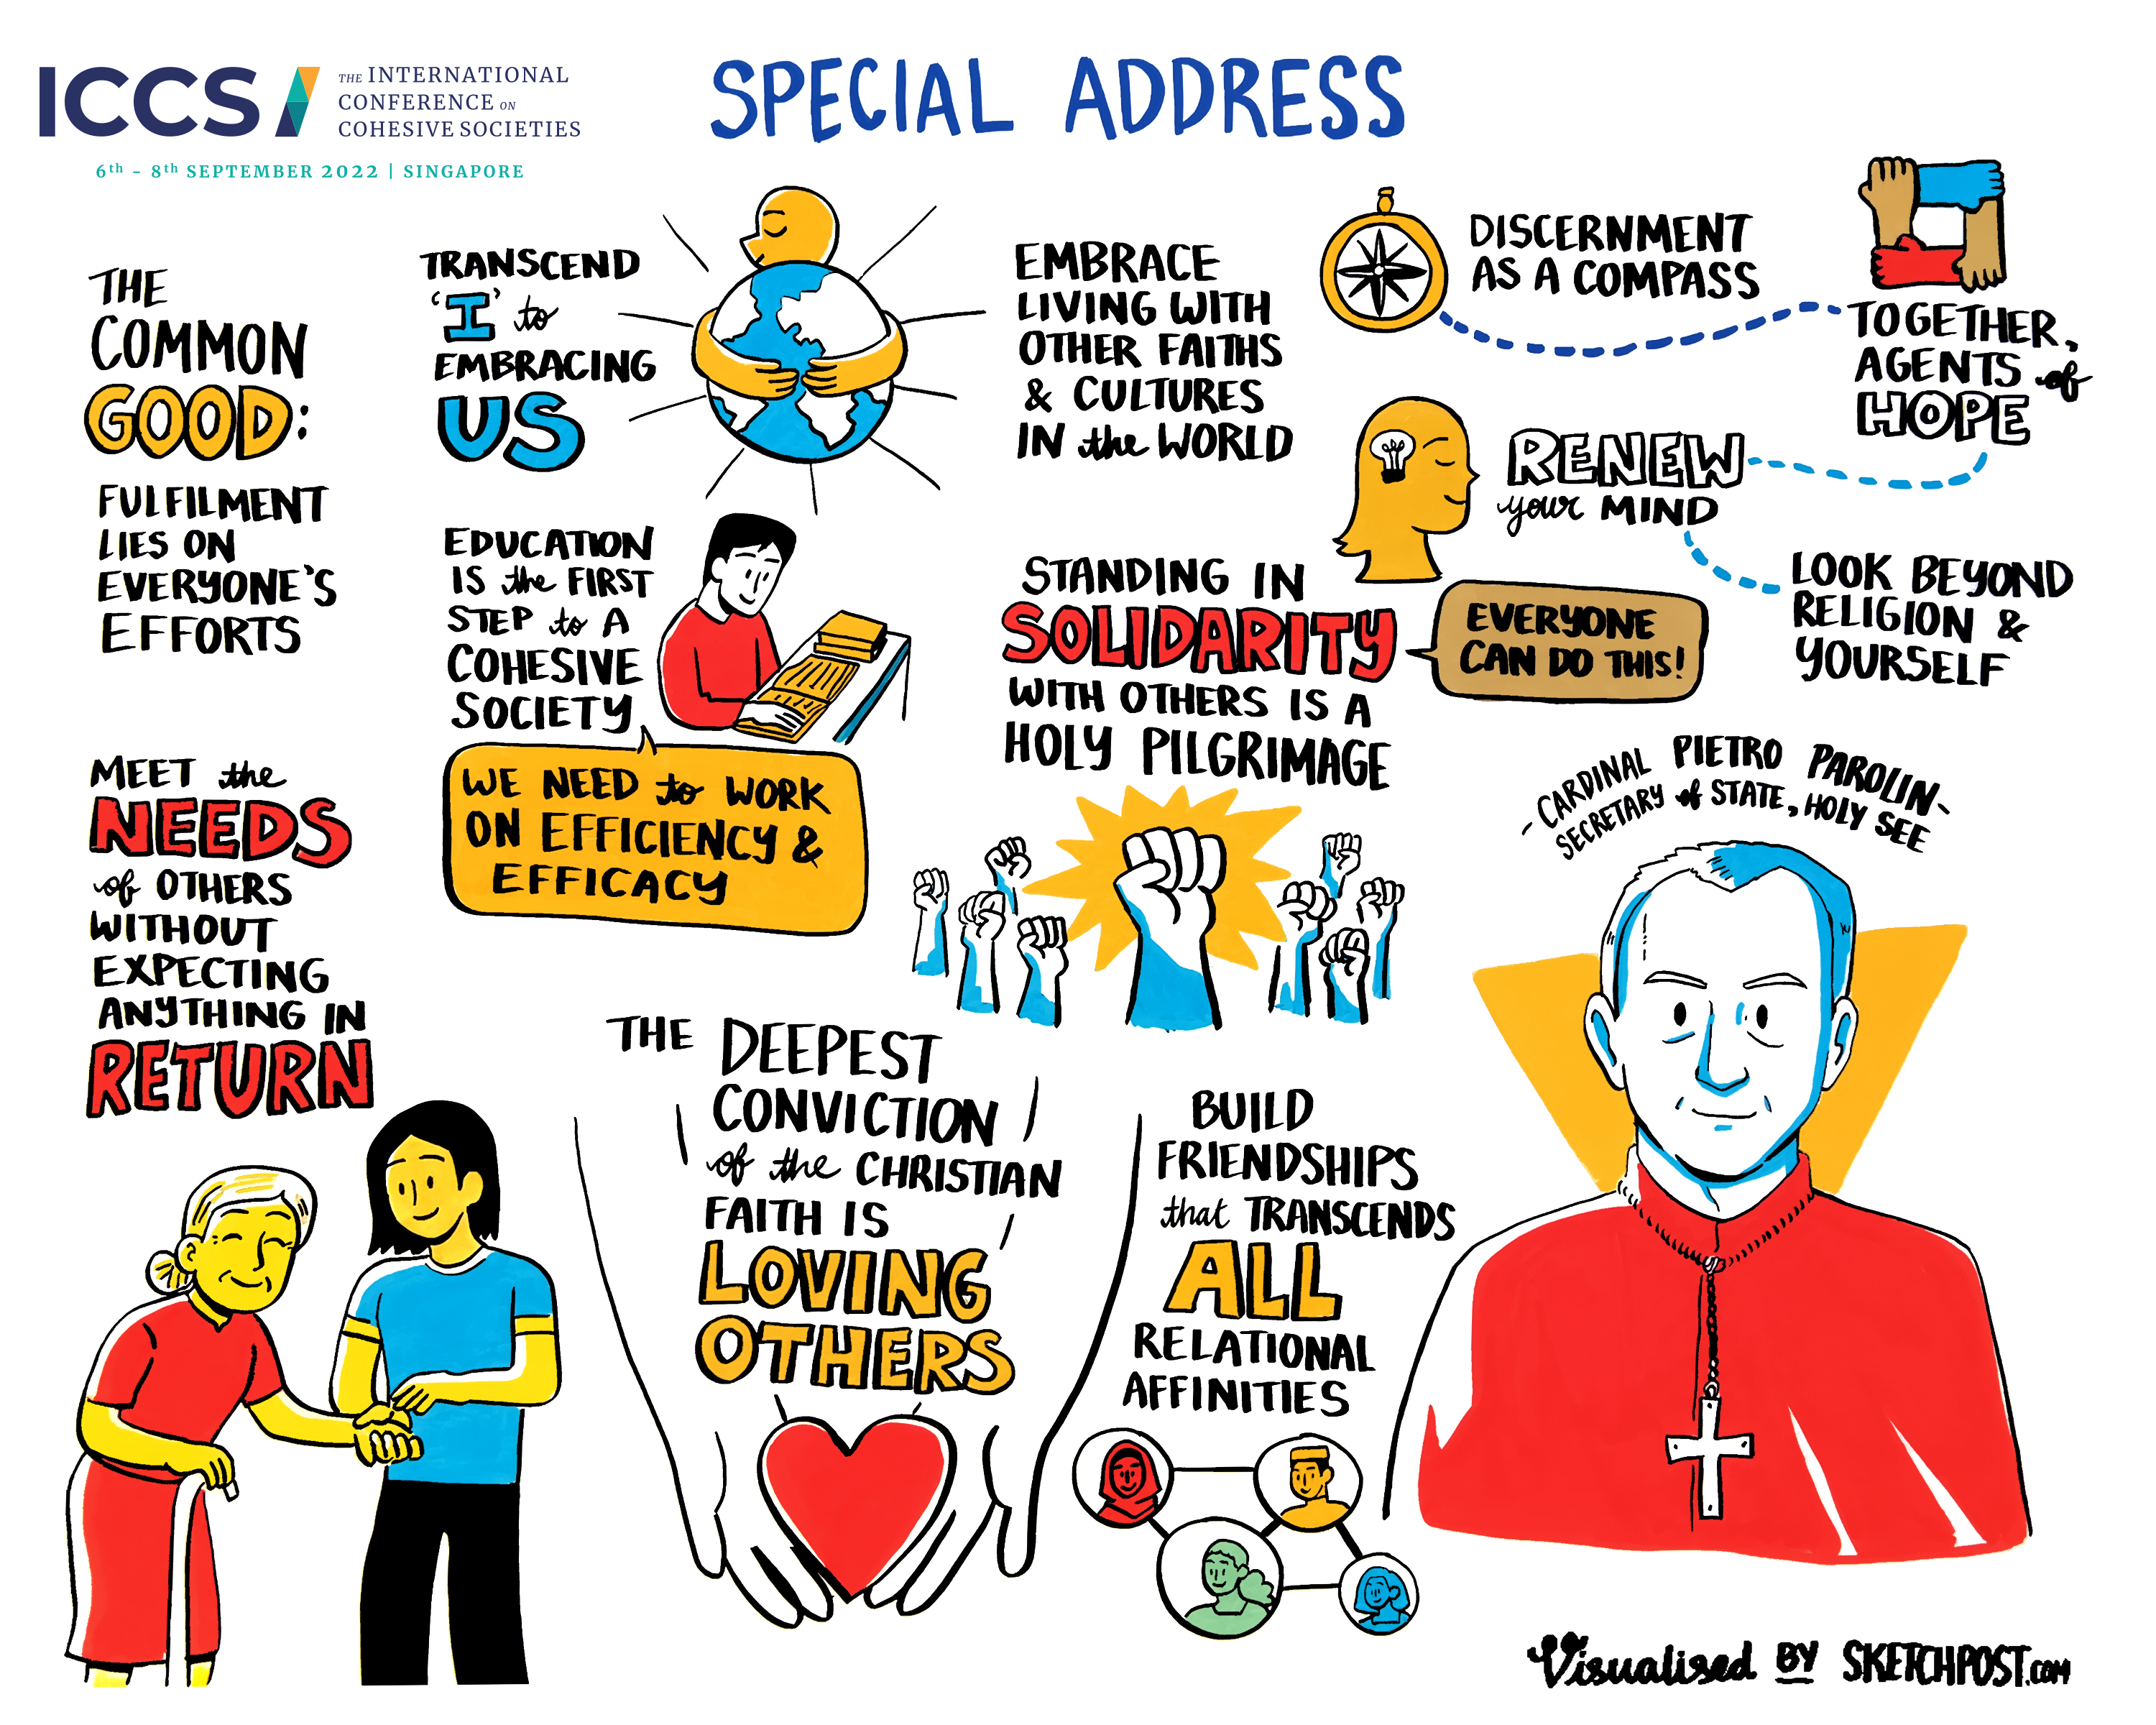 ICCS
THE INTERNATIONAL
CONFERENCE ON
COHESIVE SOCIETIES
6th - 8th SEPTEMBER 2022 | SINGAPORE
SPECIAL ADDRESS
THE
COMMON
GOOD:
FULFILMENT
LIES ON
EVERYONE'S
EFFORTS
MEET the
NEEDS
of OTHERS
WITHOUT
EXPECTING
ANYTHING IN
RETURN
TRANSCEND
'I' to
EMBRACING
US
EDUCATION
IS the FIRST
STEP to A
COHESIVE
SOCIETY
WE NEED to WORK
ON EFFICIENCY &
EFFICACY
EMBRACE
LIVING WITH
OTHER FAITHS
& CULTURES
IN the WORLD
STANDING IN
SOLIDARITY
WITH OTHERS IS A
HOLY PILGRIMAGE
EVERYONE
CAN DO THIS!
DISCERNMENT
AS A COMPASS
TOGETHER,
AGENTS of
HOPE
RENEW
your MIND
LOOK BEYOND
RELIGION &
YOURSELF
THE DEEPEST
CONVICTION
of the CHRISTIAN
FAITH IS
LOVING
OTHERS
BUILD
FRIENDSHIPS
that TRANSCENDS
ALL
RELATIONAL
AFFINITIES
- CARDINAL PIETRO PAROLIN -
SECRETARY of STATE, HOLY SEE
Visualised BY SKETCHPOST.COM